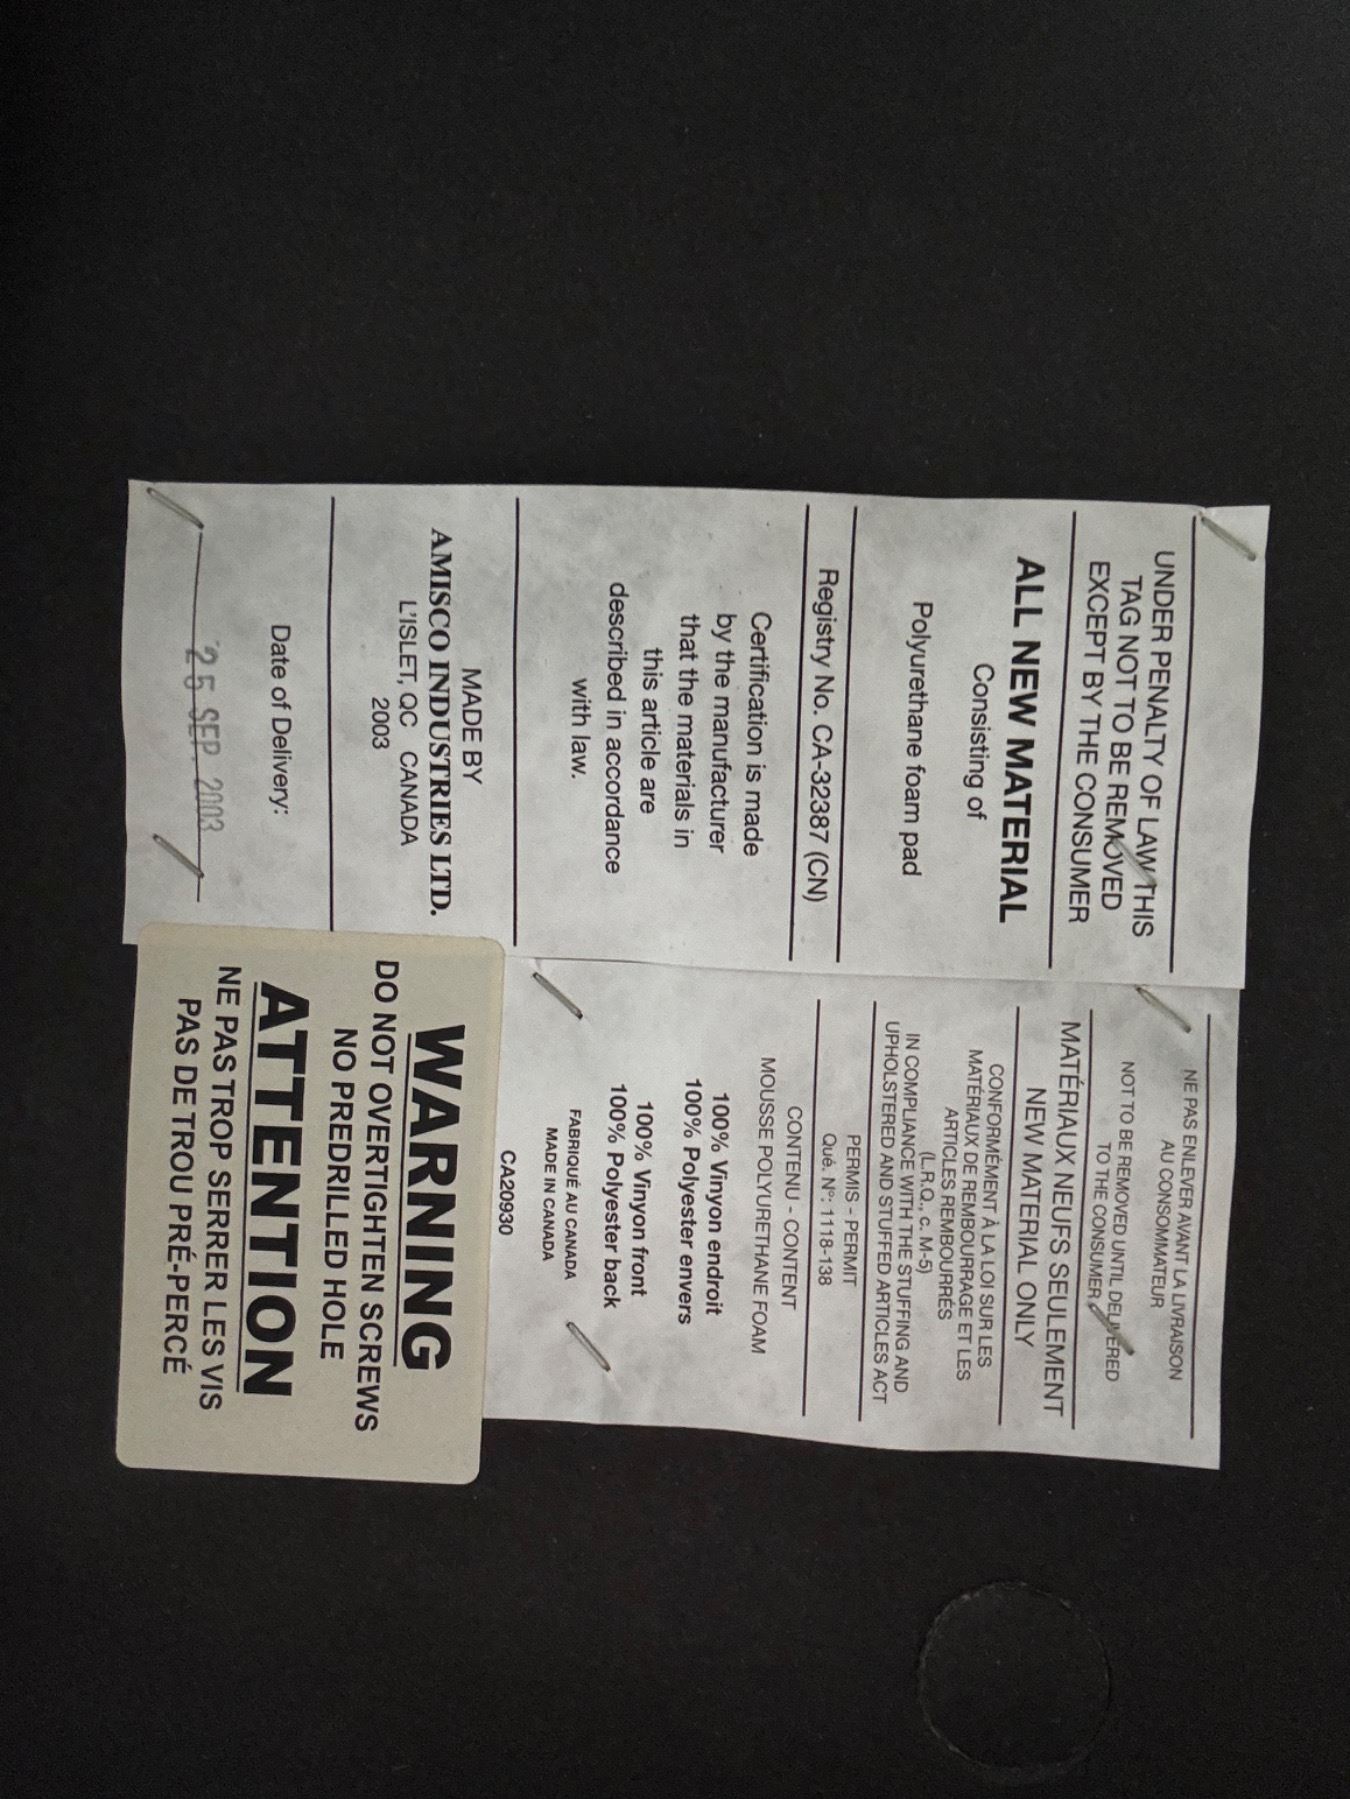 UNDER PENALTY OF LAW THIS
TAG NOT TO BE REMOVED
EXCEPT BY THE CONSUMER
ALL NEW MATERIAL
Consisting of
Polyurethane foam pad
Registry No. CA-32387 (CN)
Certification is made
by the manufacturer
that the materials in
this article are
described in accordance
with law.
MADE BY
AMISCO INDUSTRIES LTD.
L'ISLET, QC CANADA
2003
Date of Delivery:
25 SEP. 2003
NE PAS ENLEVER AVANT LA LIVRAISON
AU CONSOMMATEUR
NOT TO BE REMOVED UNTIL DELIVERED
TO THE CONSUMER
MATÉRIAUX NEUFS SEULEMENT
NEW MATERIAL ONLY
CONFORMÉMENT À LA LOI SUR LES
MATÉRIAUX DE REMBOURRAGE ET LES
ARTICLES REMBOURRÉS
(L.R.Q., c. M-5)
IN COMPLIANCE WITH THE STUFFING AND
UPHOLSTERED AND STUFFED ARTICLES ACT
PERMIS - PERMIT
Qué. N°: 1118-138
CONTENU - CONTENT
MOUSSE POLYURETHANE FOAM
100% Vinyon endroit
100% Polyester envers
100% Vinyon front
100% Polyester back
FABRIQUÉ AU CANADA
MADE IN CANADA
CA20930
WARNING
DO NOT OVERTIGHTEN SCREWS
NO PREDRILLED HOLE
ATTENTION
NE PAS TROP SERRER LES VIS
PAS DE TROU PRÉ-PERCÉ